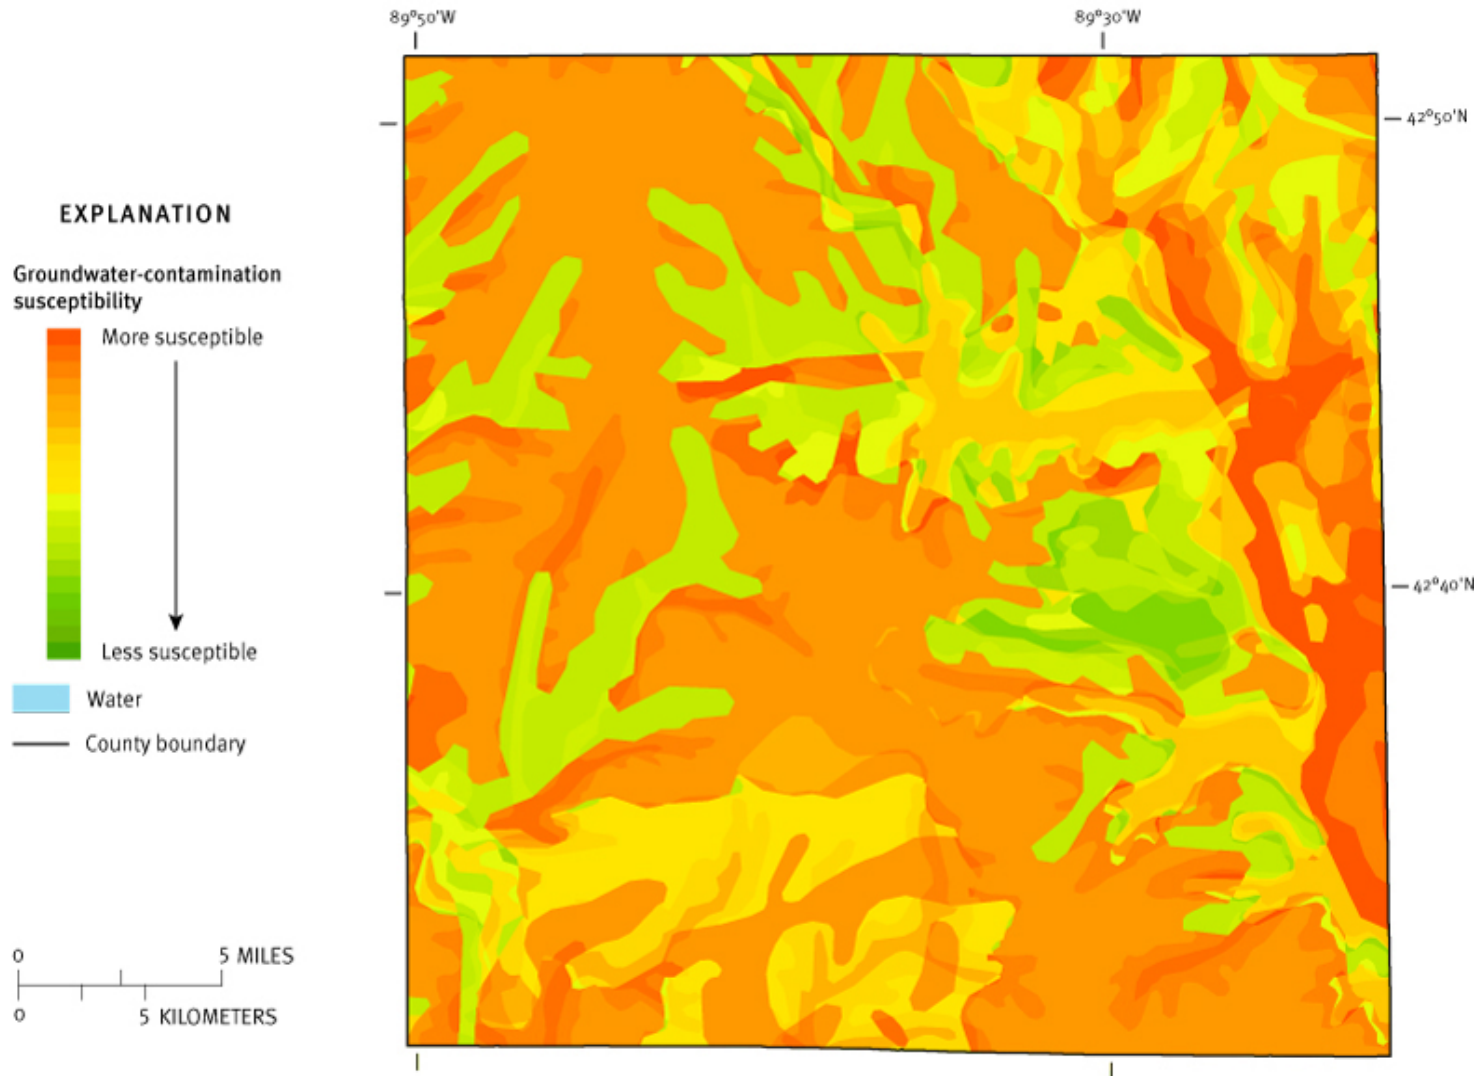 89°50'W
89°30'W
42°50'N
EXPLANATION
Groundwater-contamination
susceptibility
More susceptible
42°40'N
Less susceptible
Water
County boundary
0 5 MILES
0 5 KILOMETERS